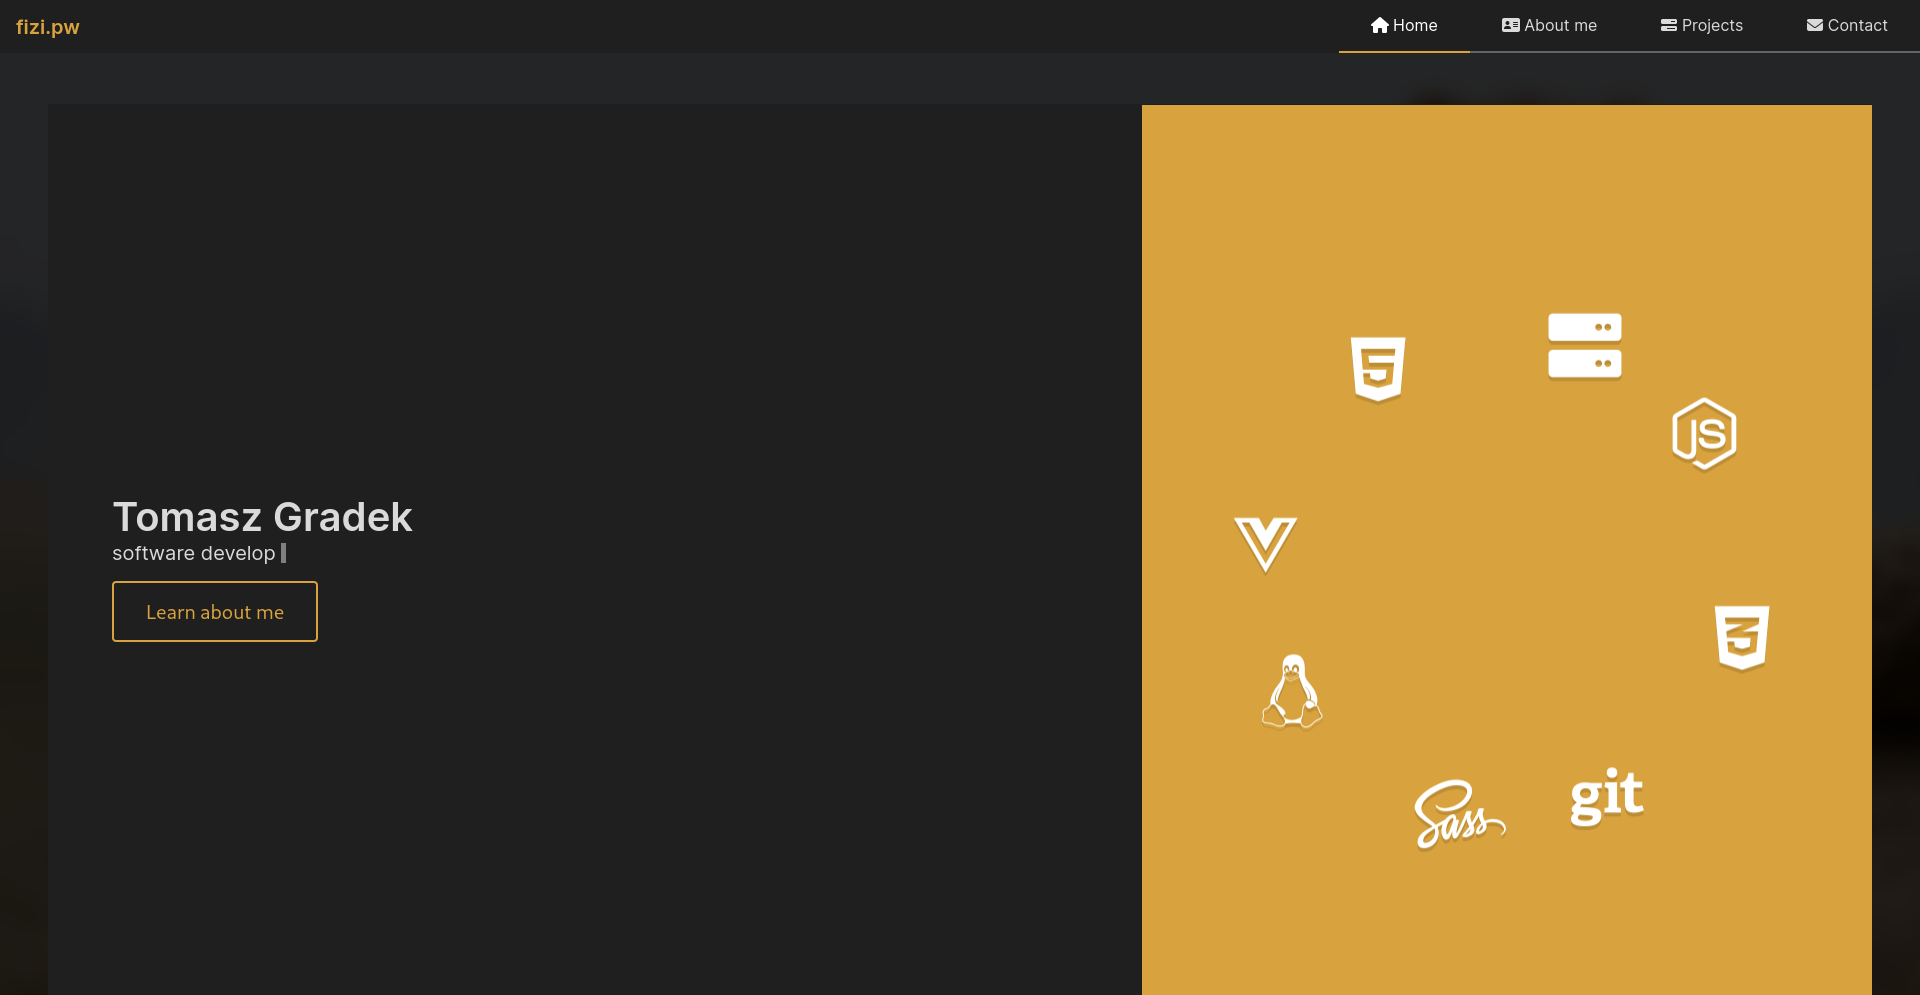 fizi.pw
Home
About me
Projects
Contact
Tomasz Gradek
software develop
Learn about me
5
JS
3
Sass
git